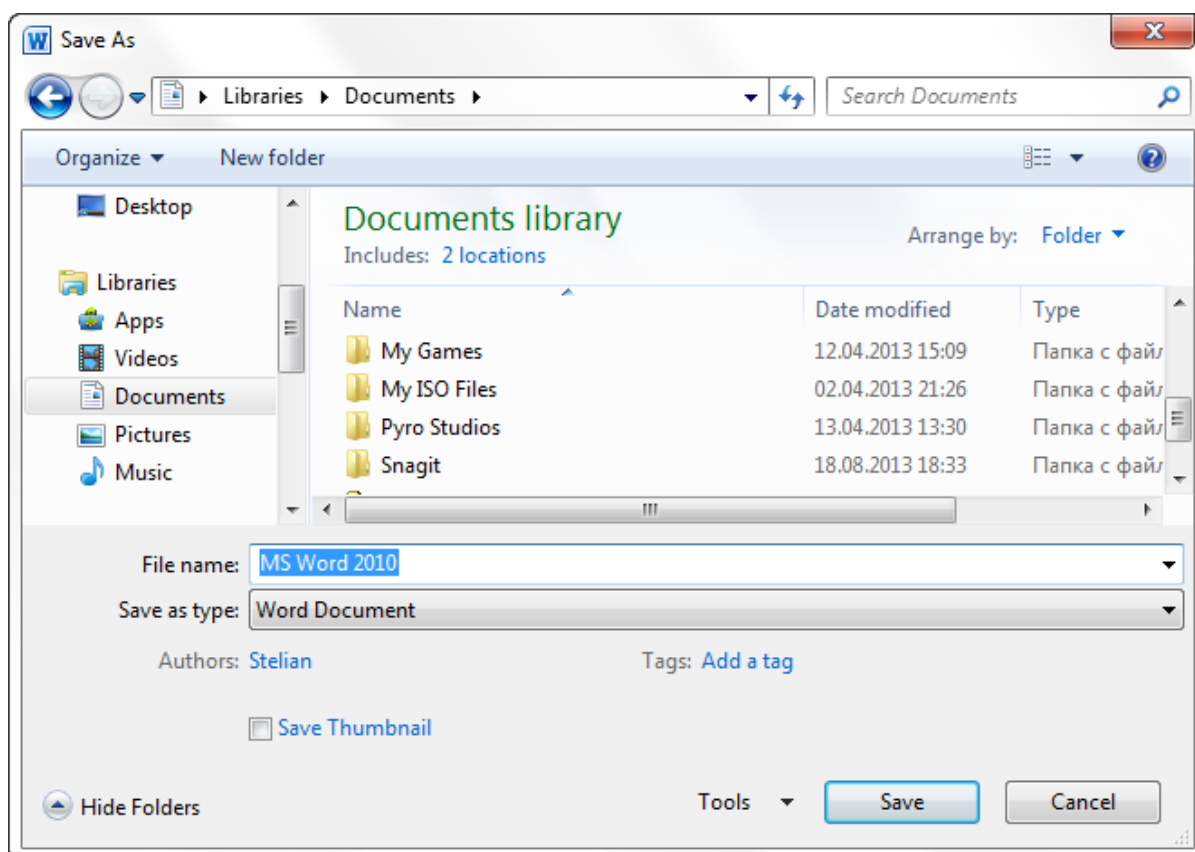 Save As
Libraries Documents
Search Documents
Organize New folder
Desktop
Libraries
Apps
Videos
Documents
Pictures
Music
Documents library
Includes: 2 locations
Arrange by: Folder
Name Date modified Type
My Games 12.04.2013 15:09 Папка с файл
My ISO Files 02.04.2013 21:26 Папка с файл
Pyro Studios 13.04.2013 13:30 Папка с файл
Snagit 18.08.2013 18:33 Папка с файл
File name: MS Word 2010
Save as type: Word Document
Authors: Stelian Tags: Add a tag
Save Thumbnail
Hide Folders Tools Save Cancel